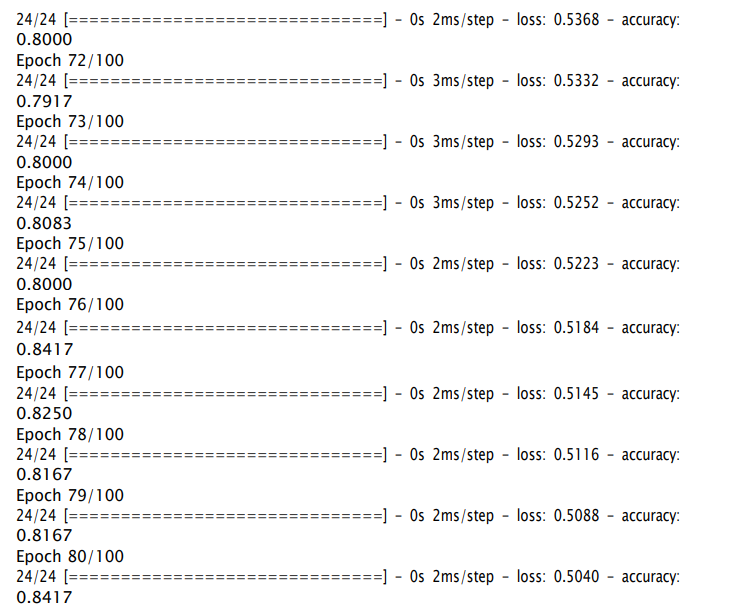 24/24 [==============================] - 0s 2ms/step - loss: 0.5368 - accuracy:
0.8000
Epoch 72/100
24/24 [==============================] - 0s 3ms/step - loss: 0.5332 - accuracy:
0.7917
Epoch 73/100
24/24 [==============================] - 0s 3ms/step - loss: 0.5293 - accuracy:
0.8000
Epoch 74/100
24/24 [==============================] - 0s 3ms/step - loss: 0.5252 - accuracy:
0.8083
Epoch 75/100
24/24 [==============================] - 0s 2ms/step - loss: 0.5223 - accuracy:
0.8000
Epoch 76/100
24/24 [==============================] - 0s 2ms/step - loss: 0.5184 - accuracy:
0.8417
Epoch 77/100
24/24 [==============================] - 0s 2ms/step - loss: 0.5145 - accuracy:
0.8250
Epoch 78/100
24/24 [==============================] - 0s 2ms/step - loss: 0.5116 - accuracy:
0.8167
Epoch 79/100
24/24 [==============================] - 0s 2ms/step - loss: 0.5088 - accuracy:
0.8167
Epoch 80/100
24/24 [==============================] - 0s 2ms/step - loss: 0.5040 - accuracy:
0.8417